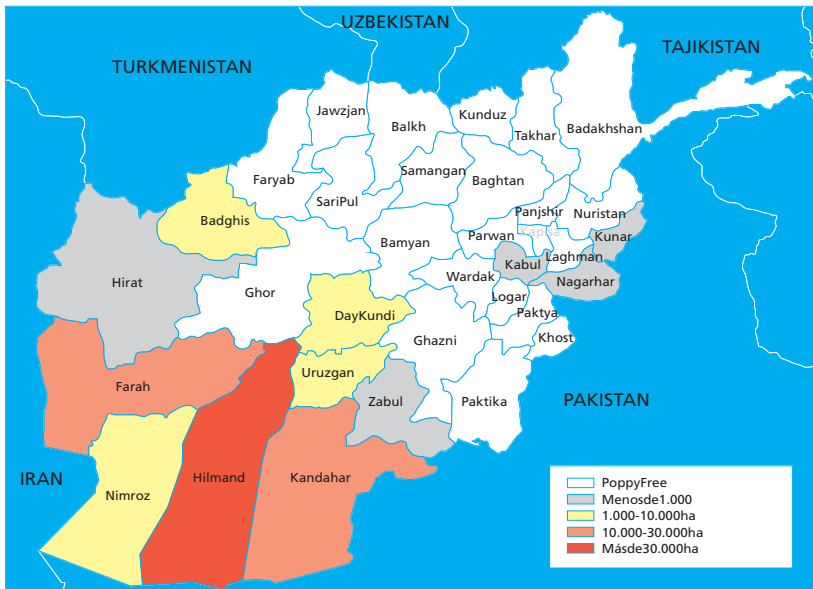 UZBEKISTAN
TAJIKISTAN
TURKMENISTAN
Jawzjan
Balkh
Kunduz
Takhar
Badakhshan
Faryab
SariPul
Samangan
Baghtan
Badghis
Panjshir
Nuristan
Bamyan
Parwan
Kapisa
Kunar
Hirat
Ghor
Wardak
Kabul
Laghman
Nagarhar
DayKundi
Logar
Paktya
Ghazni
Khost
Farah
Uruzgan
Zabul
Paktika
PAKISTAN
IRAN
Nimroz
Hilmand
Kandahar
PoppyFree
Menosde1.000
1.000-10.000ha
10.000-30.000ha
Másde30.000ha